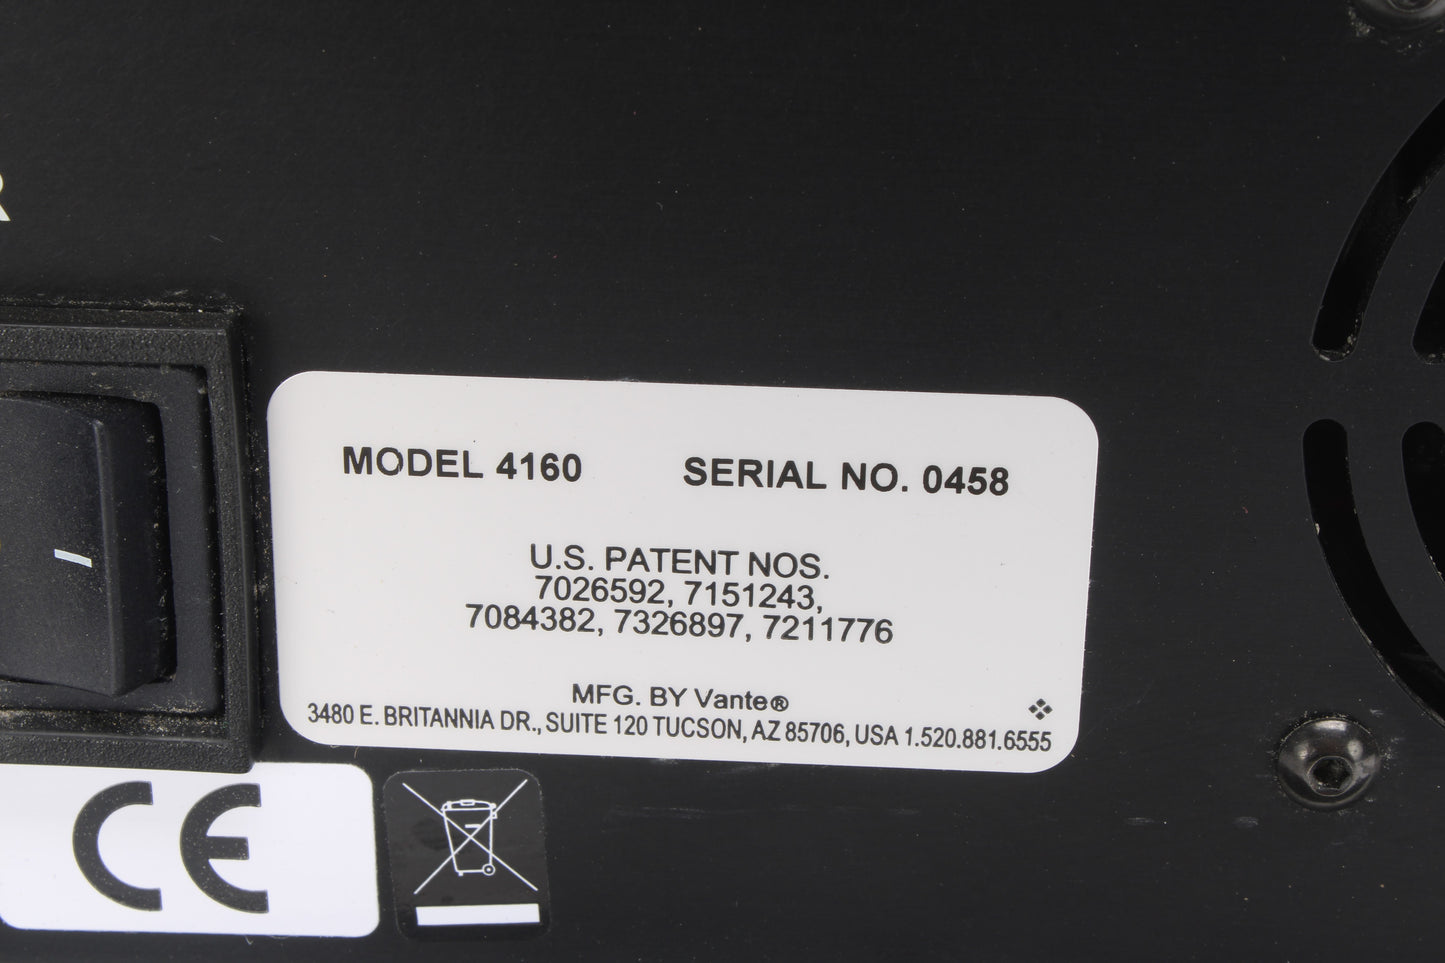 R
MODEL 4160 SERIAL NO. 0458
U.S. PATENT NOS.
7026592, 7151243,
7084382, 7326897, 7211776
MFG. BY Vante®
3480 E. BRITANNIA DR., SUITE 120 TUCSON, AZ 85706, USA 1.520.881.6555
CE